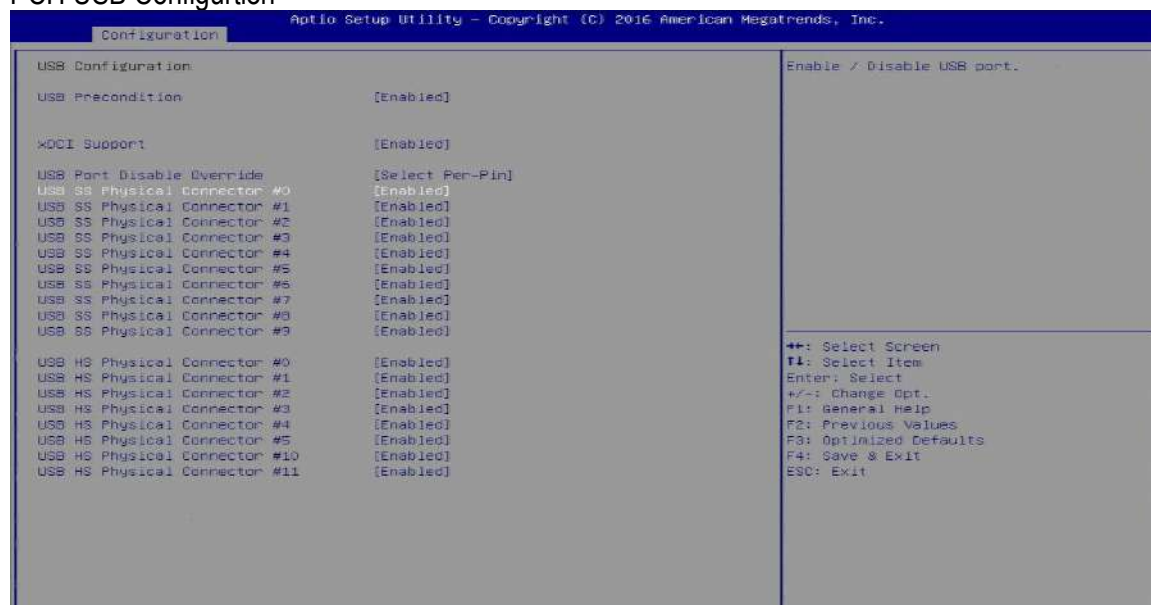 PCH USB Configurtion
Aptio Setup Utility – Copyright (C) 2016 American Megatrends, Inc.
Configuration
USB Configuration
USB Precondition [Enabled]
xDCI Support [Enabled]
USB Port Disable Override [Select Per-Pin]
USB SS Physical Connector #0 [Enabled]
USB SS Physical Connector #1 [Enabled]
USB SS Physical Connector #2 [Enabled]
USB SS Physical Connector #3 [Enabled]
USB SS Physical Connector #4 [Enabled]
USB SS Physical Connector #5 [Enabled]
USB SS Physical Connector #6 [Enabled]
USB SS Physical Connector #7 [Enabled]
USB SS Physical Connector #8 [Enabled]
USB SS Physical Connector #9 [Enabled]
USB HS Physical Connector #0 [Enabled]
USB HS Physical Connector #1 [Enabled]
USB HS Physical Connector #2 [Enabled]
USB HS Physical Connector #3 [Enabled]
USB HS Physical Connector #4 [Enabled]
USB HS Physical Connector #5 [Enabled]
USB HS Physical Connector #10 [Enabled]
USB HS Physical Connector #11 [Enabled]
Enable / Disable USB port.
→←: Select Screen
↑↓: Select Item
Enter: Select
+/-: Change Opt.
F1: General Help
F2: Previous Values
F3: Optimized Defaults
F4: Save & Exit
ESC: Exit